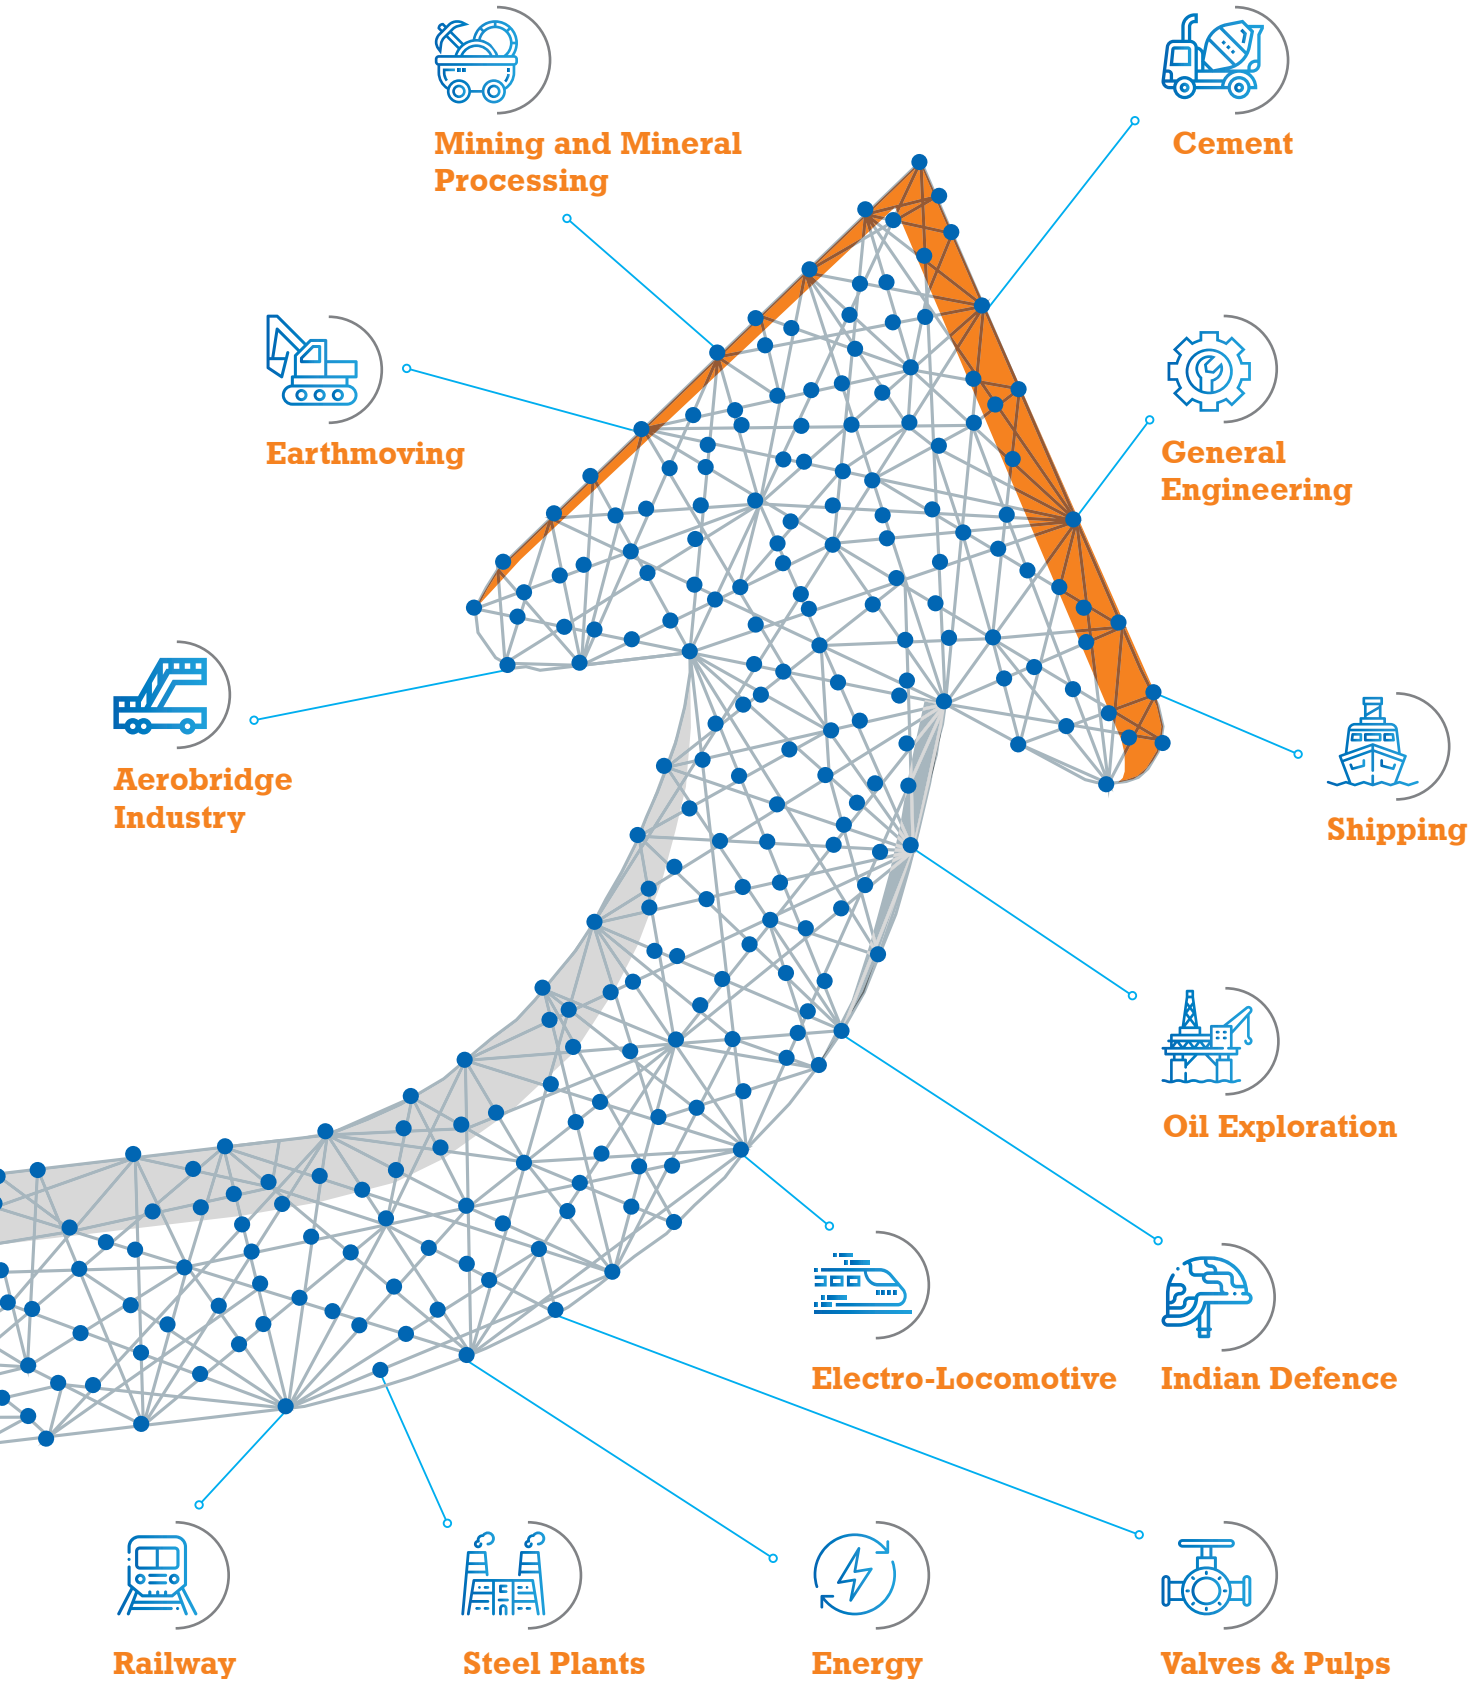 Mining and Mineral
Processing
Cement
Earthmoving
General
Engineering
Aerobridge
Industry
Shipping
Oil Exploration
Electro-Locomotive
Indian Defence
Railway
Steel Plants
Energy
Valves & Pulps